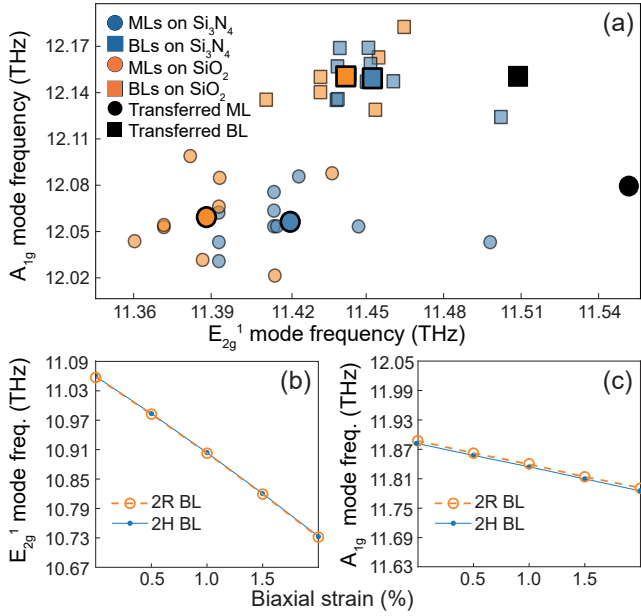 MLs on Si₃N₄
BLs on Si₃N₄
MLs on SiO₂
BLs on SiO₂
Transferred ML
Transferred BL
(a)
A₁g mode frequency (THz)
12.17
12.14
12.11
12.08
12.05
12.02
11.36
11.39
11.42
11.45
11.48
11.51
11.54
E₂g¹ mode frequency (THz)
(b)
E₂g¹ mode freq. (THz)
11.09
11.03
10.97
10.91
10.85
10.79
10.73
10.67
2R BL
2H BL
0.5
1.0
1.5
(c)
A₁g mode freq. (THz)
12.05
11.99
11.93
11.87
11.81
11.75
11.69
11.63
2R BL
2H BL
0.5
1.0
1.5
Biaxial strain (%)